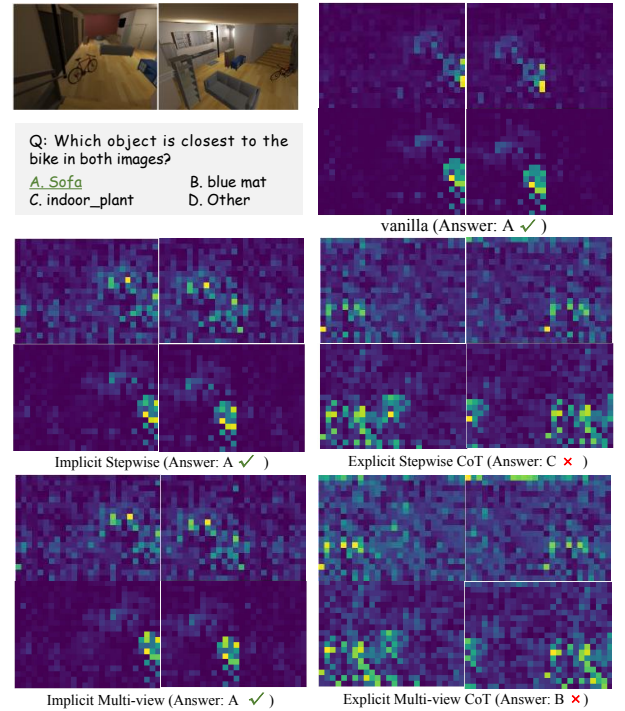 Q: Which object is closest to the
bike in both images?
A. Sofa B. blue mat
C. indoor_plant D. Other
vanilla (Answer: A ✓ )
Implicit Stepwise (Answer: A ✓ )
Explicit Stepwise CoT (Answer: C × )
Implicit Multi-view (Answer: A ✓ )
Explicit Multi-view CoT (Answer: B × )